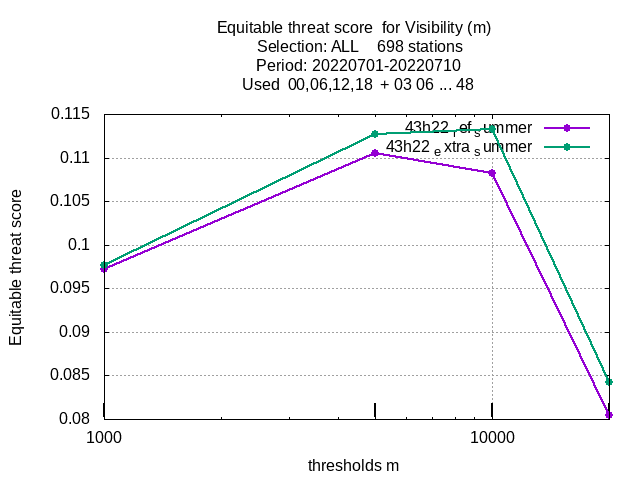 Equitable threat score for Visibility (m)
Selection: ALL 698 stations
Period: 20220701-20220710
Used 00,06,12,18 + 03 06 ... 48
0.115
0.11
0.105
0.1
0.095
0.09
0.085
0.08
Equitable threat score
43h22refsummer
43h22extrasummer
1000
10000
thresholds m